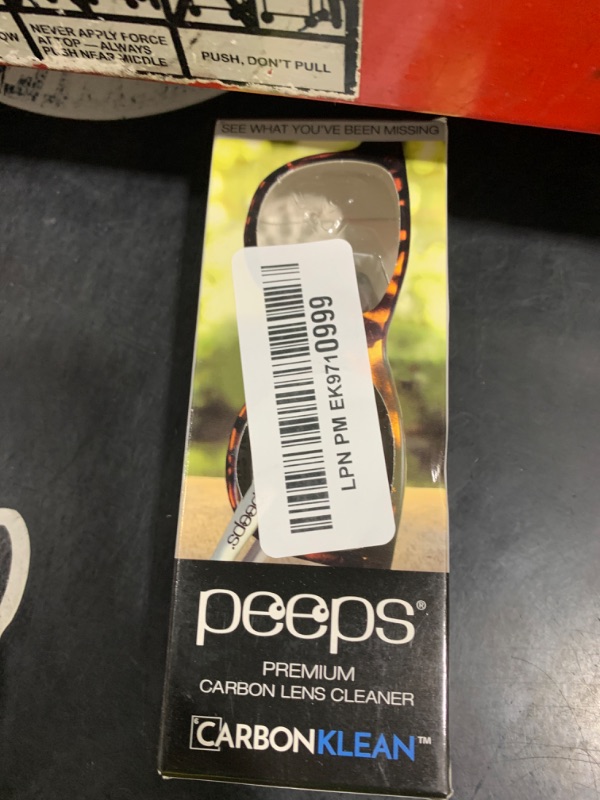 OW
NEVER APPLY FORCE
AT TOP — ALWAYS
PUSH NEAR MIDDLE
PUSH, DON'T PULL
SEE WHAT YOU'VE BEEN MISSING
LPN PM EK9710999
peeps
peeps®
PREMIUM
CARBON LENS CLEANER
CARBONKLEAN™